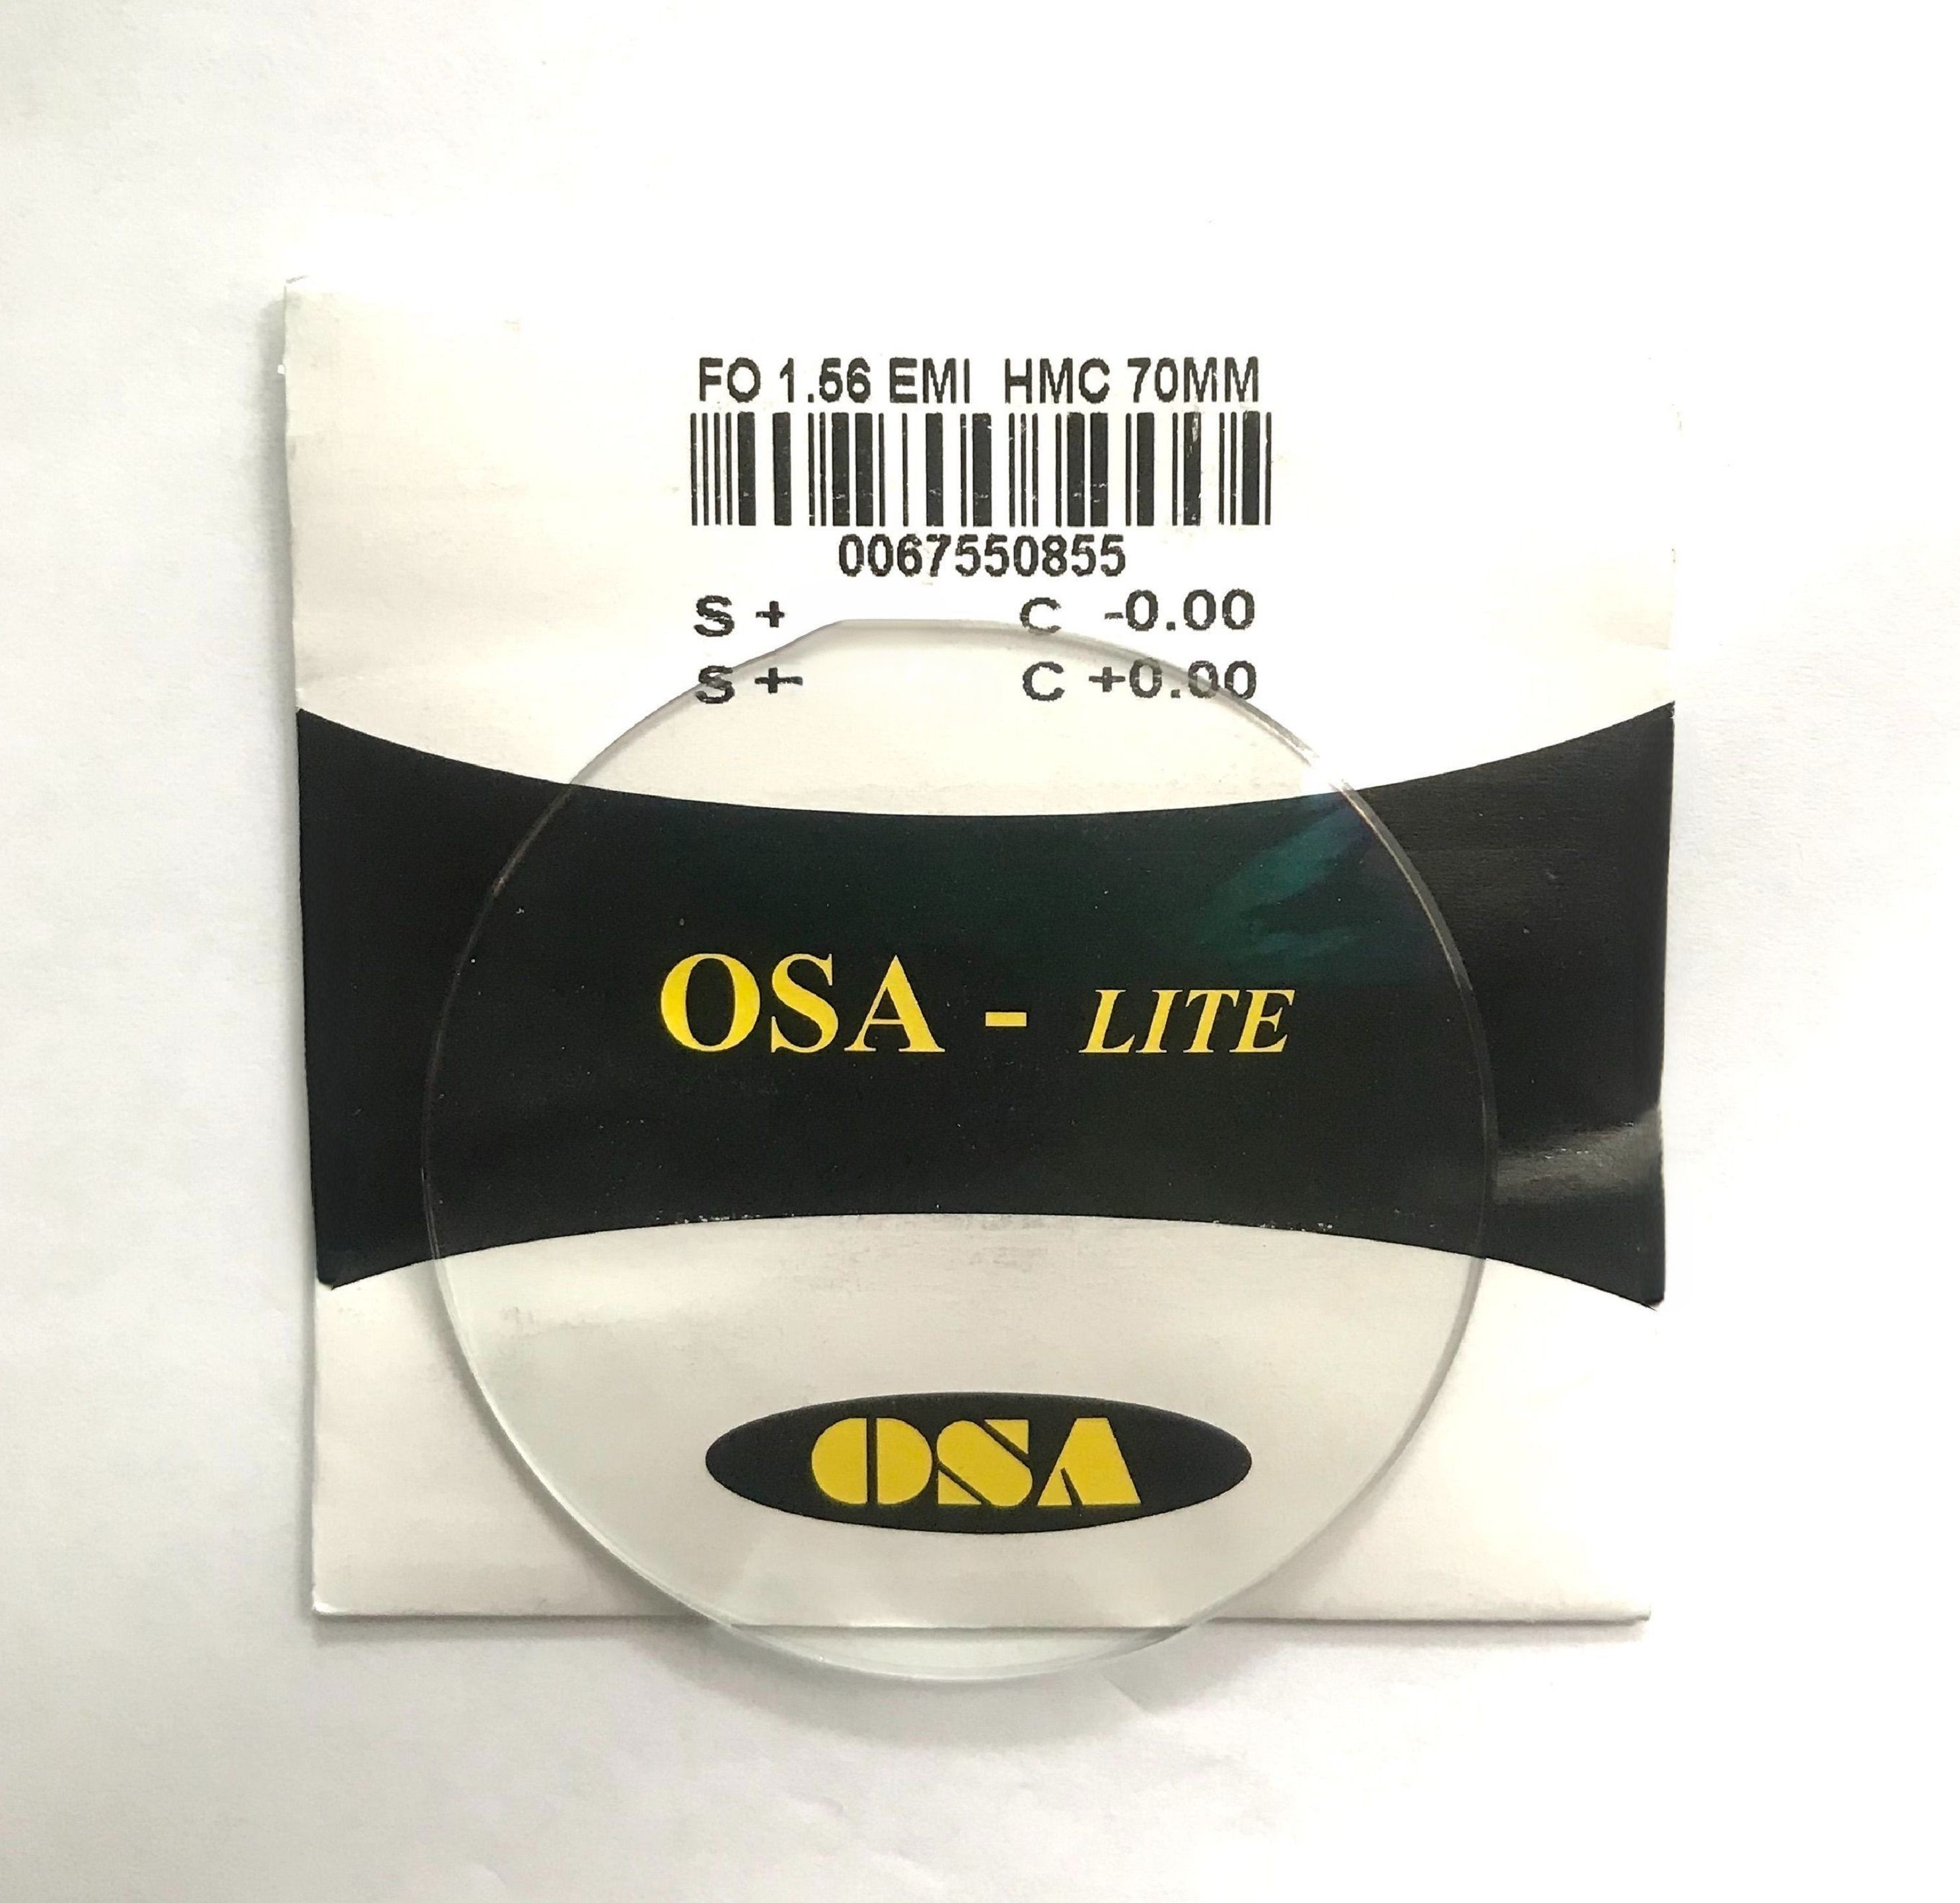 FO 1.56 EMI HMC 70MM
0067550855
S + C -0.00
S +- C +0.00
OSA - LITE
OSA